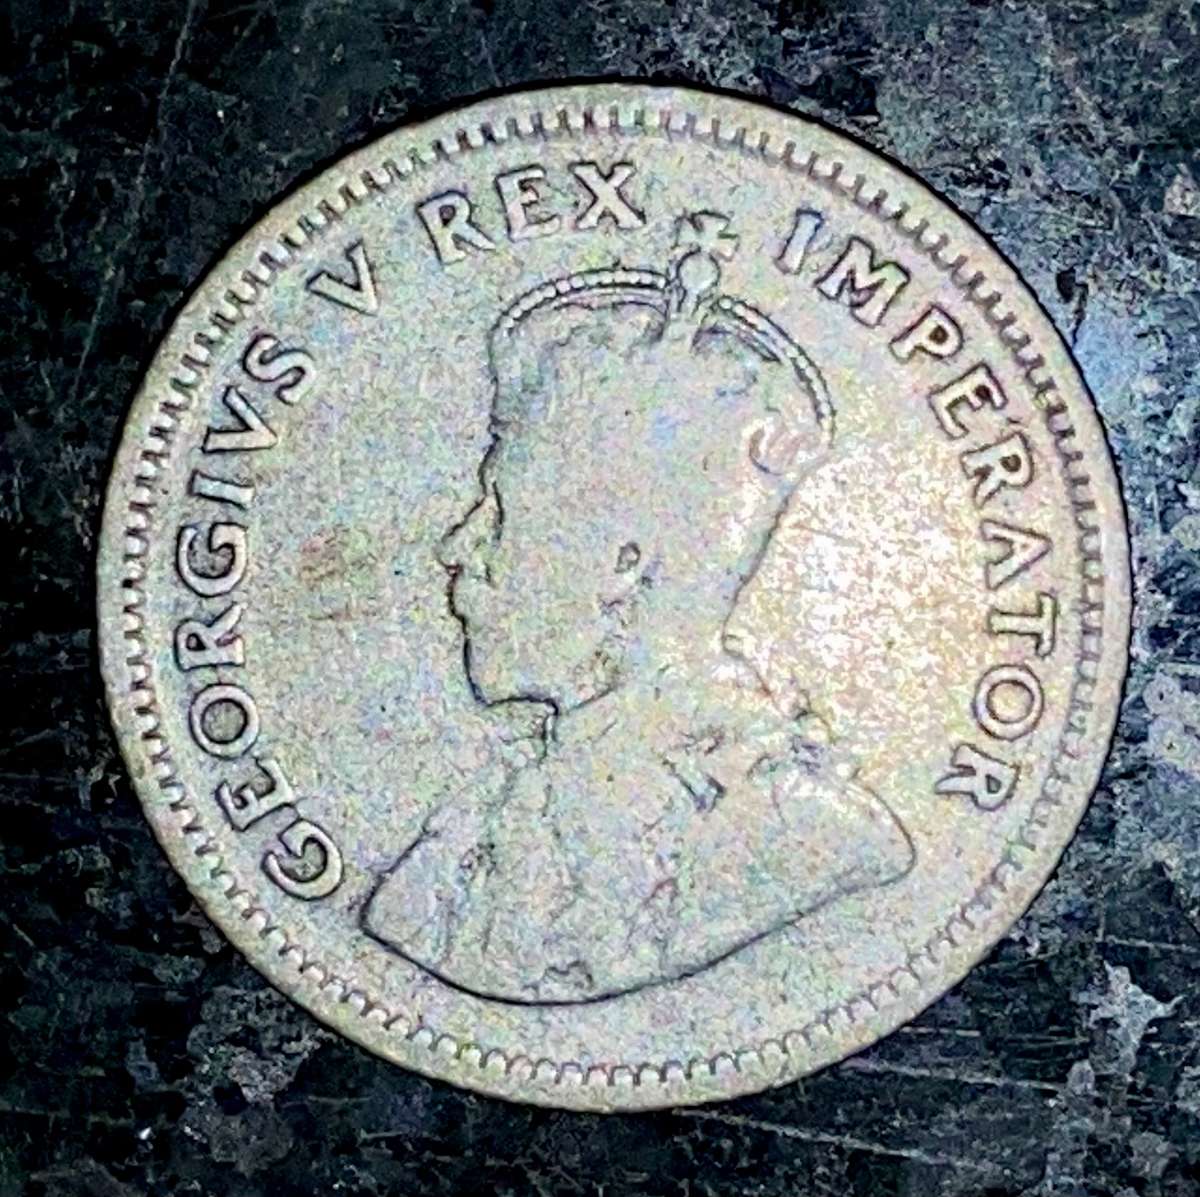 GEORGIVS V REX IMPERATOR